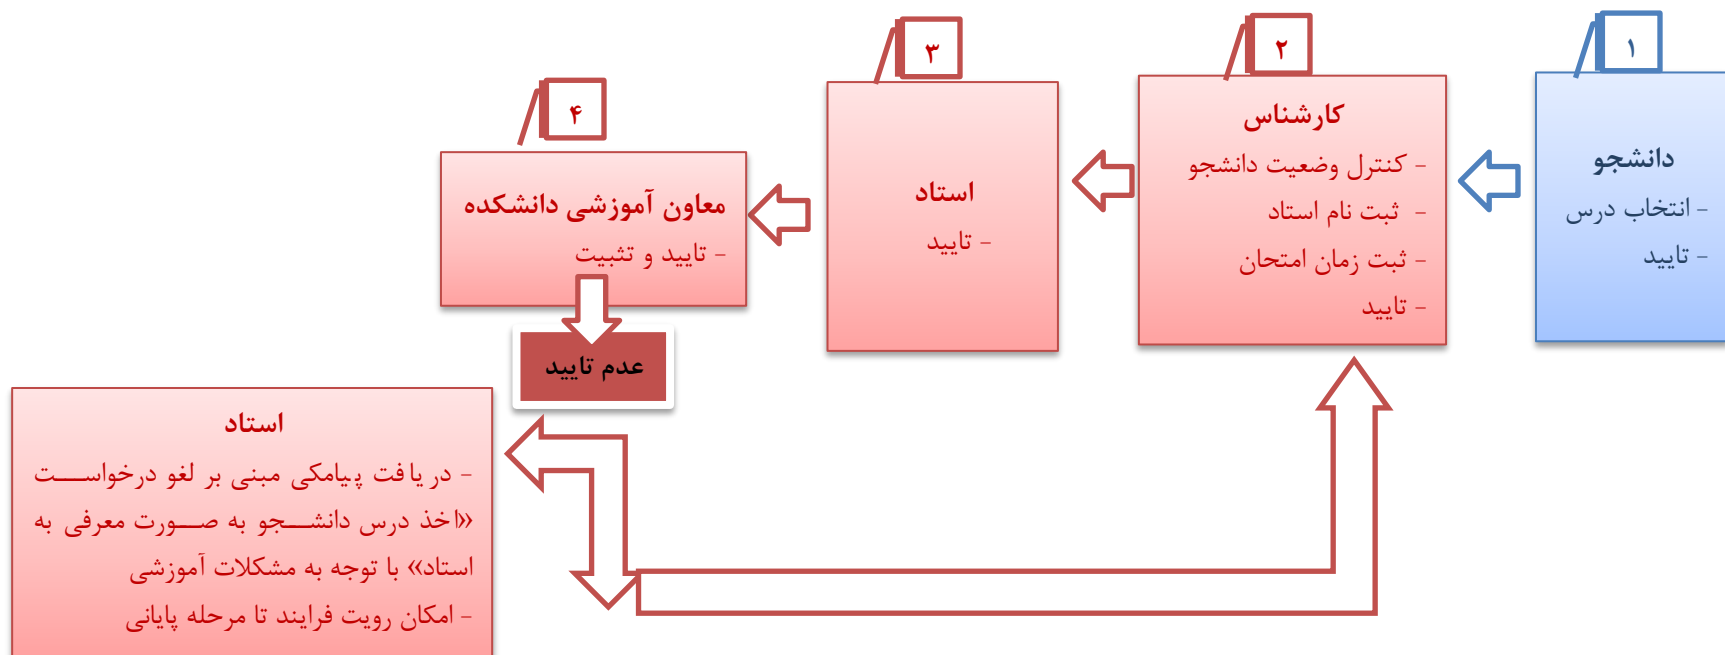 ۱
دانشجو
- انتخاب درس
- تایید
۲
کارشناس
- کنترل وضعیت دانشجو
- ثبت نام استاد
- ثبت زمان امتحان
- تایید
۳
استاد
- تایید
۴
معاون آموزشی دانشکده
- تایید و تثبیت
عدم تایید
استاد
- دریافت پیامکی مبنی بر لغو درخواست
«اخذ درس دانشجو به صورت معرفی به
استاد» با توجه به مشکلات آموزشی
- امکان رویت فرایند تا مرحله پایانی